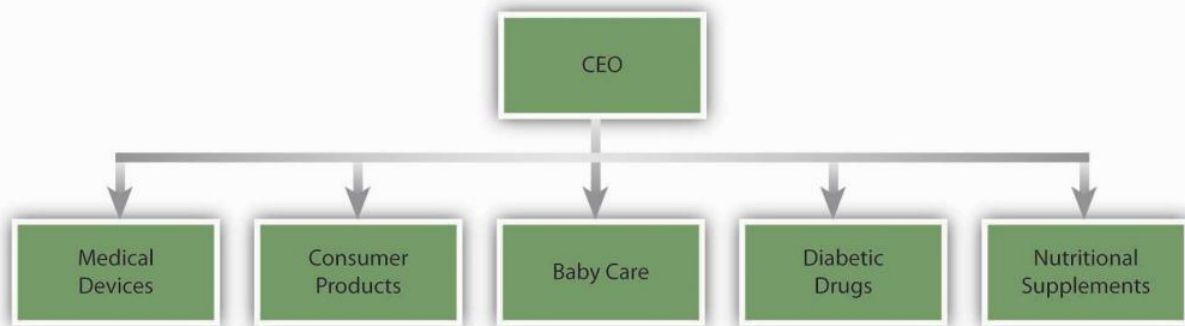 CEO
Medical
Devices
Consumer
Products
Baby Care
Diabetic
Drugs
Nutritional
Supplements